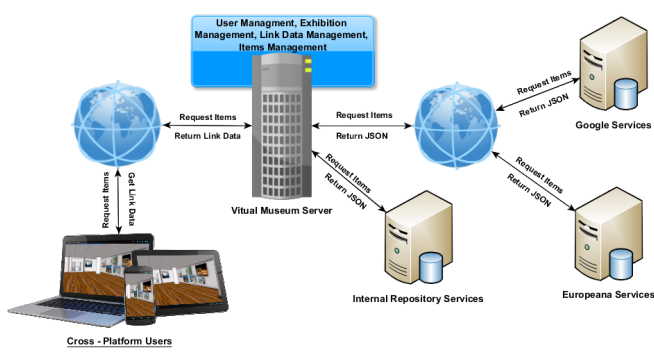 User Managment, Exhibition
Management, Link Data Management,
Items Management
Request Items
Return Link Data
Request Items
Return JSON
Request Items
Return JSON
Google Services
Request Items
Get Link Data
Vitual Museum Server
Request Items
Return JSON
Request Items
Return JSON
Internal Repository Services
Europeana Services
Cross - Platform Users